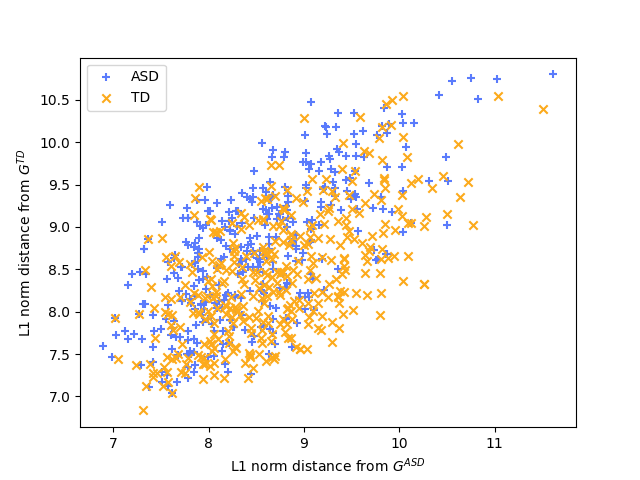 ASD
TD
10.5
10.0
9.5
9.0
8.5
8.0
7.5
7.0
L1 norm distance from G^{TD}
7 8 9 10 11
L1 norm distance from G^{ASD}